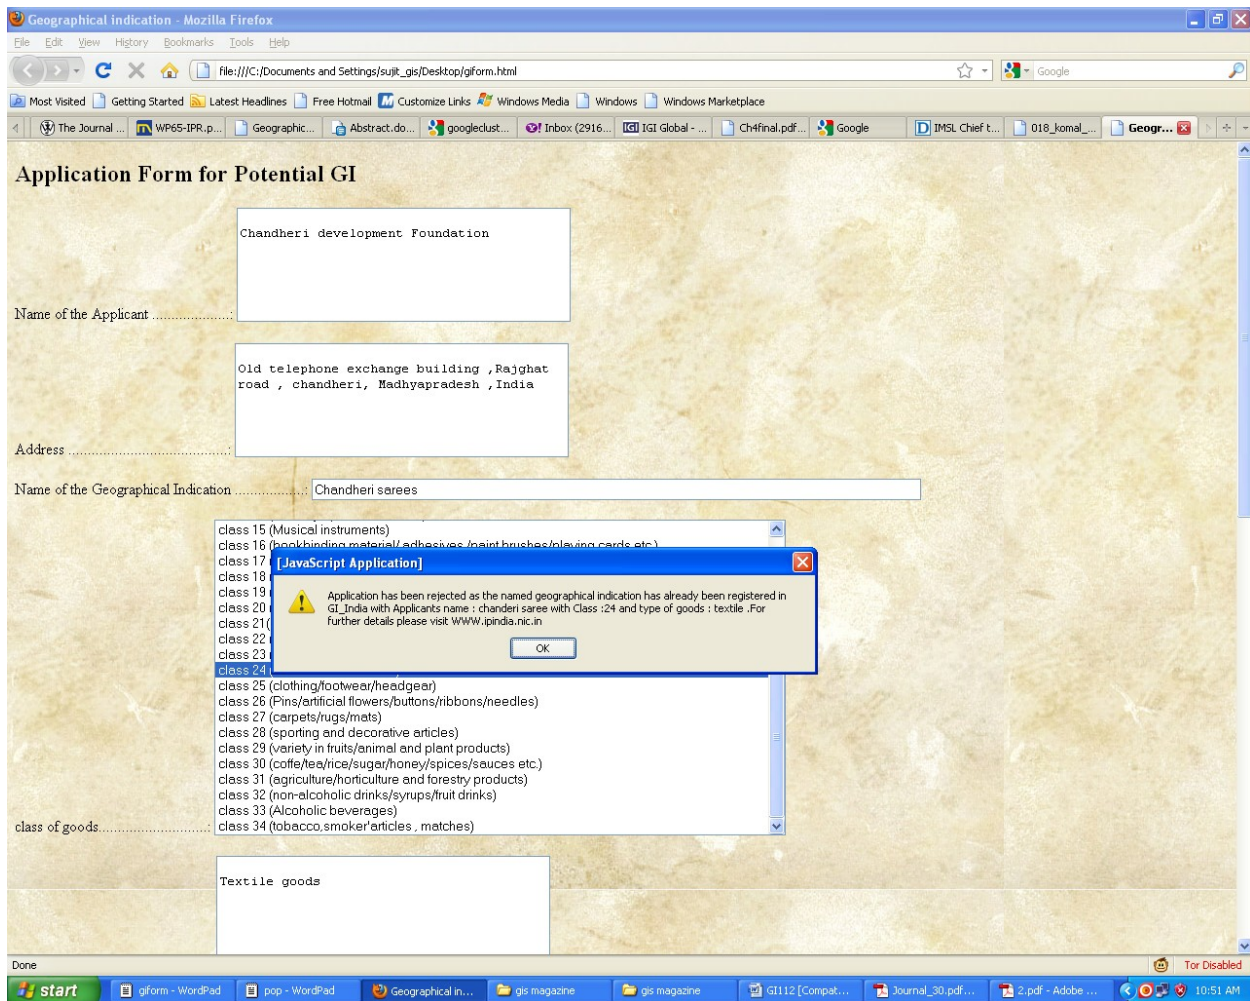 Geographical indication - Mozilla Firefox
File Edit View History Bookmarks Tools Help
file:///C:/Documents and Settings/sujit_gis/Desktop/giform.html
Google
Most Visited Getting Started Latest Headlines Free Hotmail Customize Links Windows Media Windows Windows Marketplace
The Journal ... WP65-IPR.p... Geographic... Abstract.do... googleclust... Inbox (2916... IGI IGI Global - ... Ch4final.pdf... Google IMSL Chief t... 018_komal_... Geogr...
Application Form for Potential GI
Chandheri development Foundation
Name of the Applicant .....................:
Old telephone exchange building ,Rajghat
road , chandheri, Madhyapradesh ,India
Address ..........................................:
Name of the Geographical Indication ...................: Chandheri sarees
class 15 (Musical instruments)
class 16 (bookbinding material/ adhesives /paint brushes/playing cards etc.)
class 17
[JavaScript Application]
class 18
class 19
Application has been rejected as the named geographical indication has already been registered in
GI_India with Applicants name : chanderi saree with Class :24 and type of goods : textile .For
further details please visit WWW.ipindia.nic.in
class 20
class 21(
class 22
OK
class 23
class 24
class 25 (clothing/footwear/headgear)
class 26 (Pins/artificial flowers/buttons/ribbons/needles)
class 27 (carpets/rugs/mats)
class 28 (sporting and decorative articles)
class 29 (variety in fruits/animal and plant products)
class 30 (coffe/tea/rice/sugar/honey/spices/sauces etc.)
class 31 (agriculture/horticulture and forestry products)
class 32 (non-alcoholic drinks/syrups/fruit drinks)
class 33 (Alcoholic beverages)
class of goods.............................: class 34 (tobacco,smoker'articles , matches)
Textile goods
Done
Tor Disabled
start giform - WordPad pop - WordPad Geographical in... gis magazine gis magazine GI112 [Compat... Journal_30.pdf... 2.pdf - Adobe ... 10:51 AM